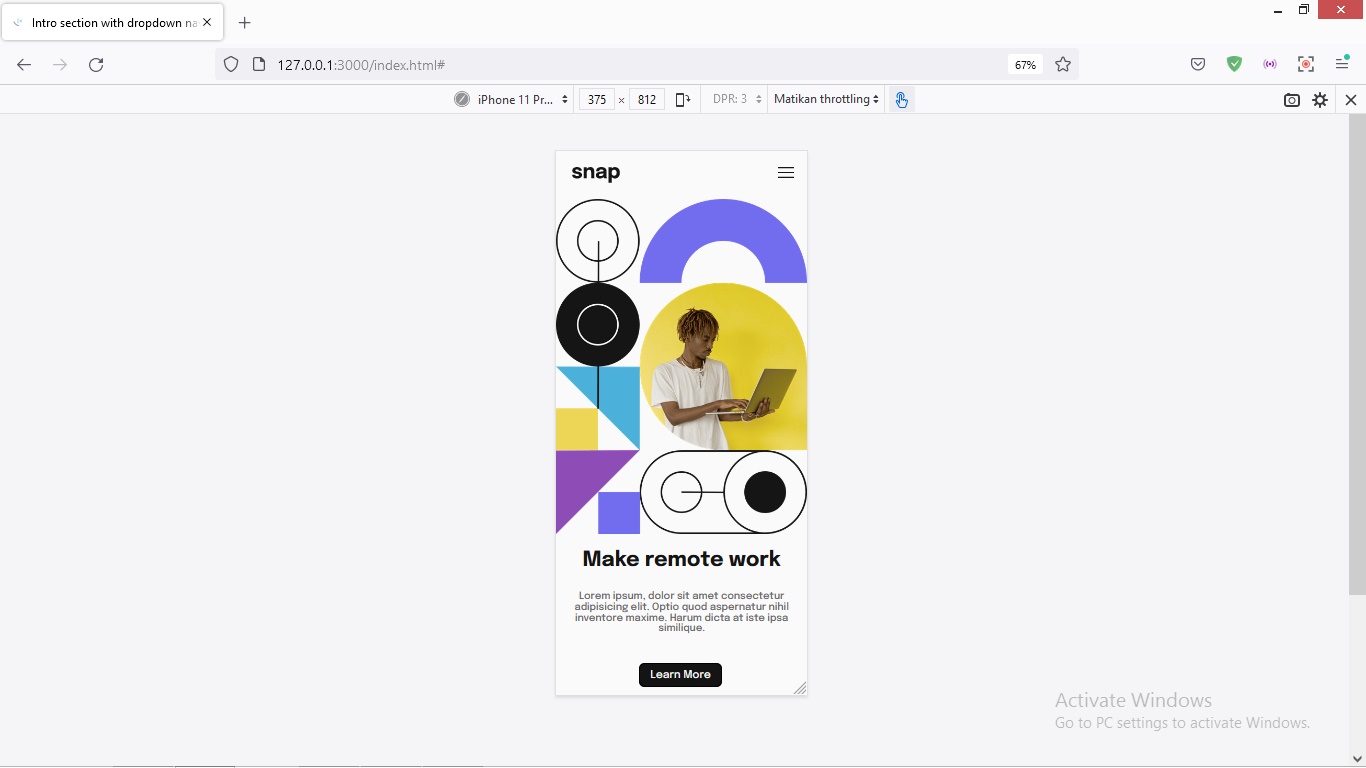 Intro section with dropdown na
127.0.0.1:3000/index.html#
67%
iPhone 11 Pr...
375 × 812
DPR: 3
Matikan throttling
snap
Make remote work
Lorem ipsum, dolor sit amet consectetur
adipisicing elit. Optio quod aspernatur nihil
inventore maxime. Harum dicta at iste ipsa
similique.
Learn More
Activate Windows
Go to PC settings to activate Windows.